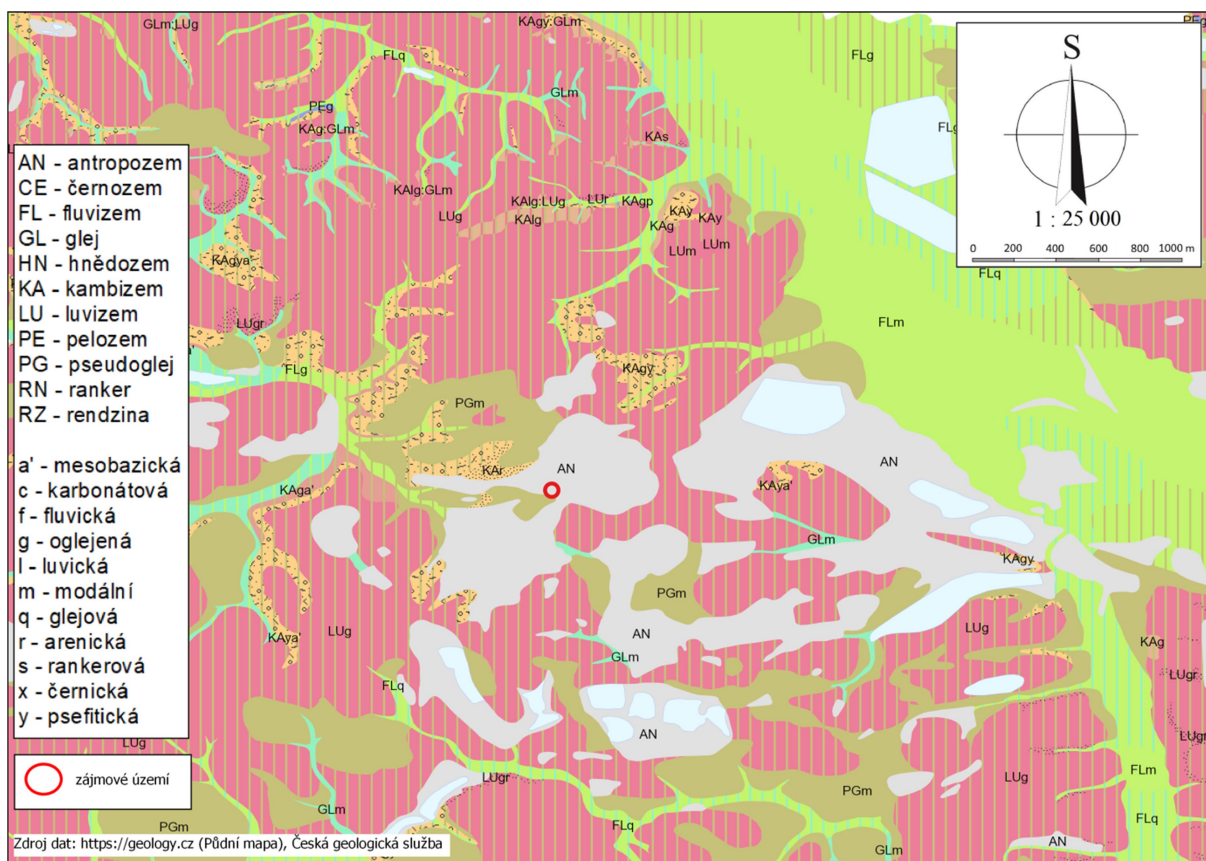 GLm:LUg
KAgy:GLm
FLq
FLg
PEg
GLm
KAg:GLm
KAs
FLg
S
1 : 25 000
0 200 400 600 800 1000 m
AN - antropozem
CE - černozem
FL - fluvizem
GL - glej
HN - hnědozem
KA - kambizem
LU - luvizem
PE - pelozem
PG - pseudoglej
RN - ranker
RZ - rendzina
a' - mesobazická
c - karbonátová
f - fluvická
g - oglejená
l - luvická
m - modální
q - glejová
r - arenická
s - rankerová
x - černická
y - psefitická
zájmové území
KAlg:GLm
LUg
KAlg:LUg
KAlg
LUr
KAgp
KAg
KAy
KAy
LUm
LUm
KAgya'
FLq
LUgr
FLm
FLg
KAgy
PGm
KAr
AN
AN
KAga'
KAya'
GLm
KAgy
PGm
KAya'
LUg
AN
GLm
LUg
KAg
LUgr
FLq
LUg
AN
LUgr
LUgr
LUg
FLm
PGm
GLm
PGm
FLq
FLq
GLm
AN
Zdroj dat: https://geology.cz (Půdní mapa), Česká geologická služba